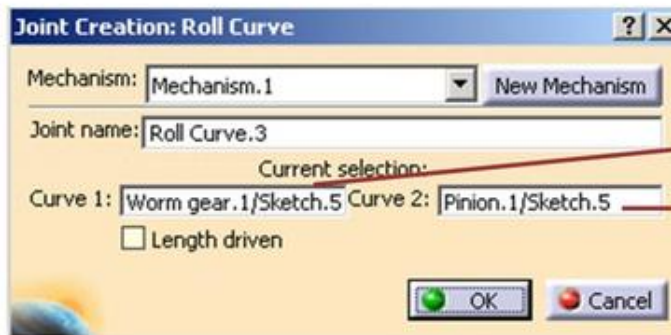 Joint Creation: Roll Curve
Mechanism: Mechanism.1 New Mechanism
Joint name: Roll Curve.3
Current selection:
Curve 1: Worm gear.1/Sketch.5 Curve 2: Pinion.1/Sketch.5
Length driven
OK Cancel